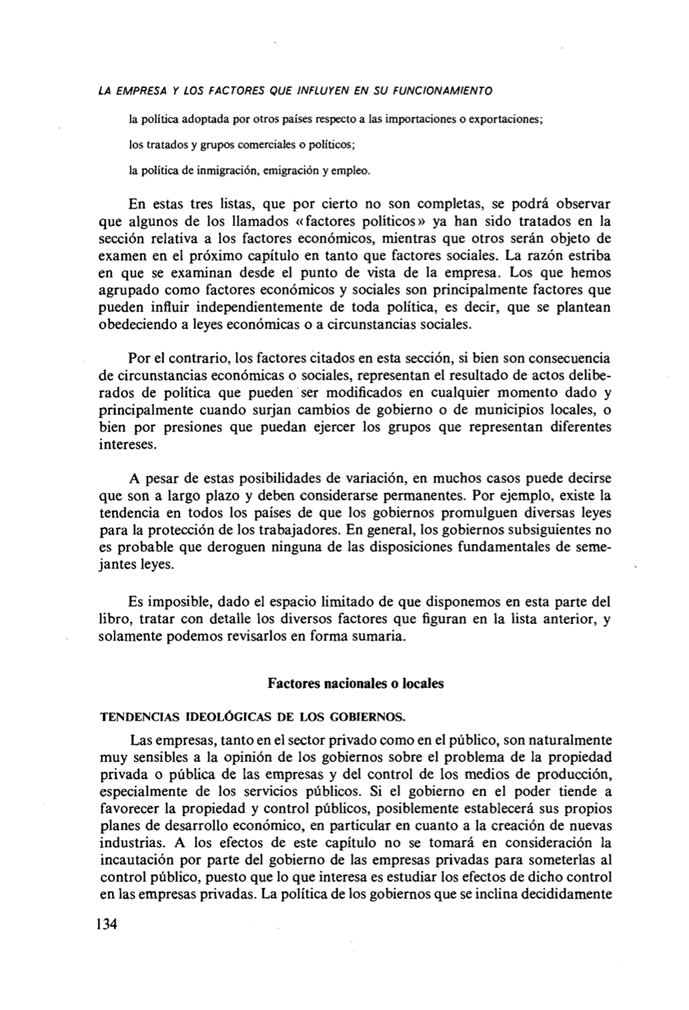 LA EMPRESA Y LOS FACTORES QUE INFLUYEN EN SU FUNCIONAMIENTO
la política adoptada por otros países respecto a las importaciones o exportaciones;
los tratados y grupos comerciales o políticos;
la política de inmigración, emigración y empleo.
En estas tres listas, que por cierto no son completas, se podrá observar
que algunos de los llamados «factores políticos» ya han sido tratados en la
sección relativa a los factores económicos, mientras que otros serán objeto de
examen en el próximo capítulo en tanto que factores sociales. La razón estriba
en que se examinan desde el punto de vista de la empresa. Los que hemos
agrupado como factores económicos y sociales son principalmente factores que
pueden influir independientemente de toda política, es decir, que se plantean
obedeciendo a leyes económicas o a circunstancias sociales.
Por el contrario, los factores citados en esta sección, si bien son consecuencia
de circunstancias económicas o sociales, representan el resultado de actos delibe-
rados de política que pueden ser modificados en cualquier momento dado y
principalmente cuando surjan cambios de gobierno o de municipios locales, o
bien por presiones que puedan ejercer los grupos que representan diferentes
intereses.
A pesar de estas posibilidades de variación, en muchos casos puede decirse
que son a largo plazo y deben considerarse permanentes. Por ejemplo, existe la
tendencia en todos los países de que los gobiernos promulguen diversas leyes
para la protección de los trabajadores. En general, los gobiernos subsiguientes no
es probable que deroguen ninguna de las disposiciones fundamentales de seme-
jantes leyes.
Es imposible, dado el espacio limitado de que disponemos en esta parte del
libro, tratar con detalle los diversos factores que figuran en la lista anterior, y
solamente podemos revisarlos en forma sumaria.
Factores nacionales o locales
TENDENCIAS IDEOLÓGICAS DE LOS GOBIERNOS.
Las empresas, tanto en el sector privado como en el público, son naturalmente
muy sensibles a la opinión de los gobiernos sobre el problema de la propiedad
privada o pública de las empresas y del control de los medios de producción,
especialmente de los servicios públicos. Si el gobierno en el poder tiende a
favorecer la propiedad y control públicos, posiblemente establecerá sus propios
planes de desarrollo económico, en particular en cuanto a la creación de nuevas
industrias. A los efectos de este capítulo no se tomará en consideración la
incautación por parte del gobierno de las empresas privadas para someterlas al
control público, puesto que lo que interesa es estudiar los efectos de dicho control
en las empresas privadas. La política de los gobiernos que se inclina decididamente
134